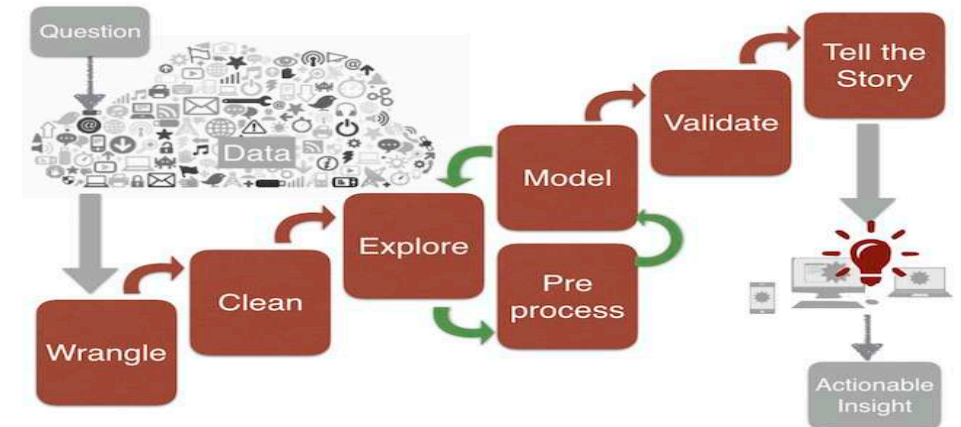 Question
Data
Wrangle
Clean
Explore
Pre
process
Model
Validate
Tell the
Story
Actionable
Insight